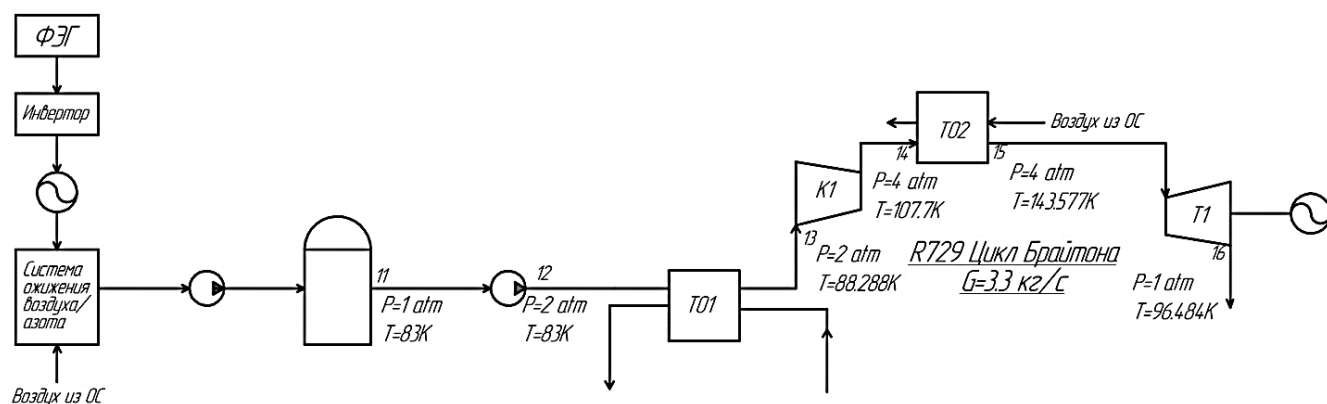 ФЭГ
Инвертор
Система
ожижения
воздуха/
азота
Воздух из ОС
11
P=1 atm
T=83K
12
P=2 atm
T=83K
ТО1
13
P=2 atm
T=88.288K
К1
14
P=4 atm
T=107.7K
ТО2
Воздух из ОС
15
P=4 atm
T=143.577K
R729 Цикл Брайтона
G=3.3 кг/с
Т1
16
P=1 atm
T=96.484K